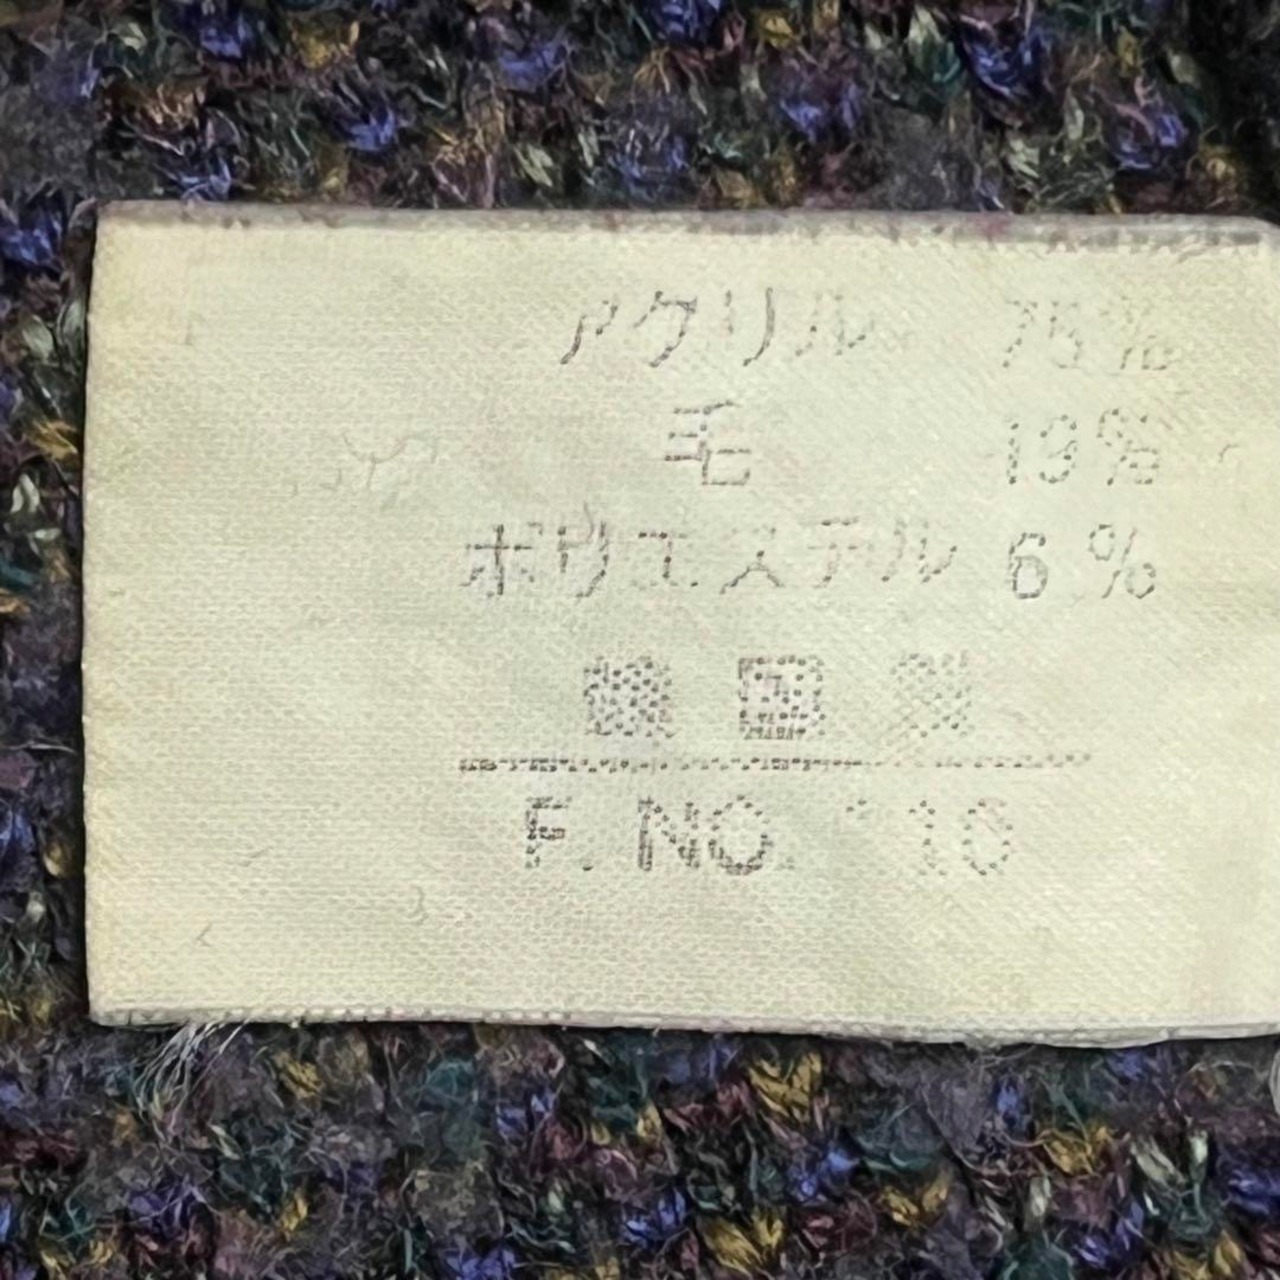 アクリル 75%
毛 19%
ポリエステル 6%
F. NO.